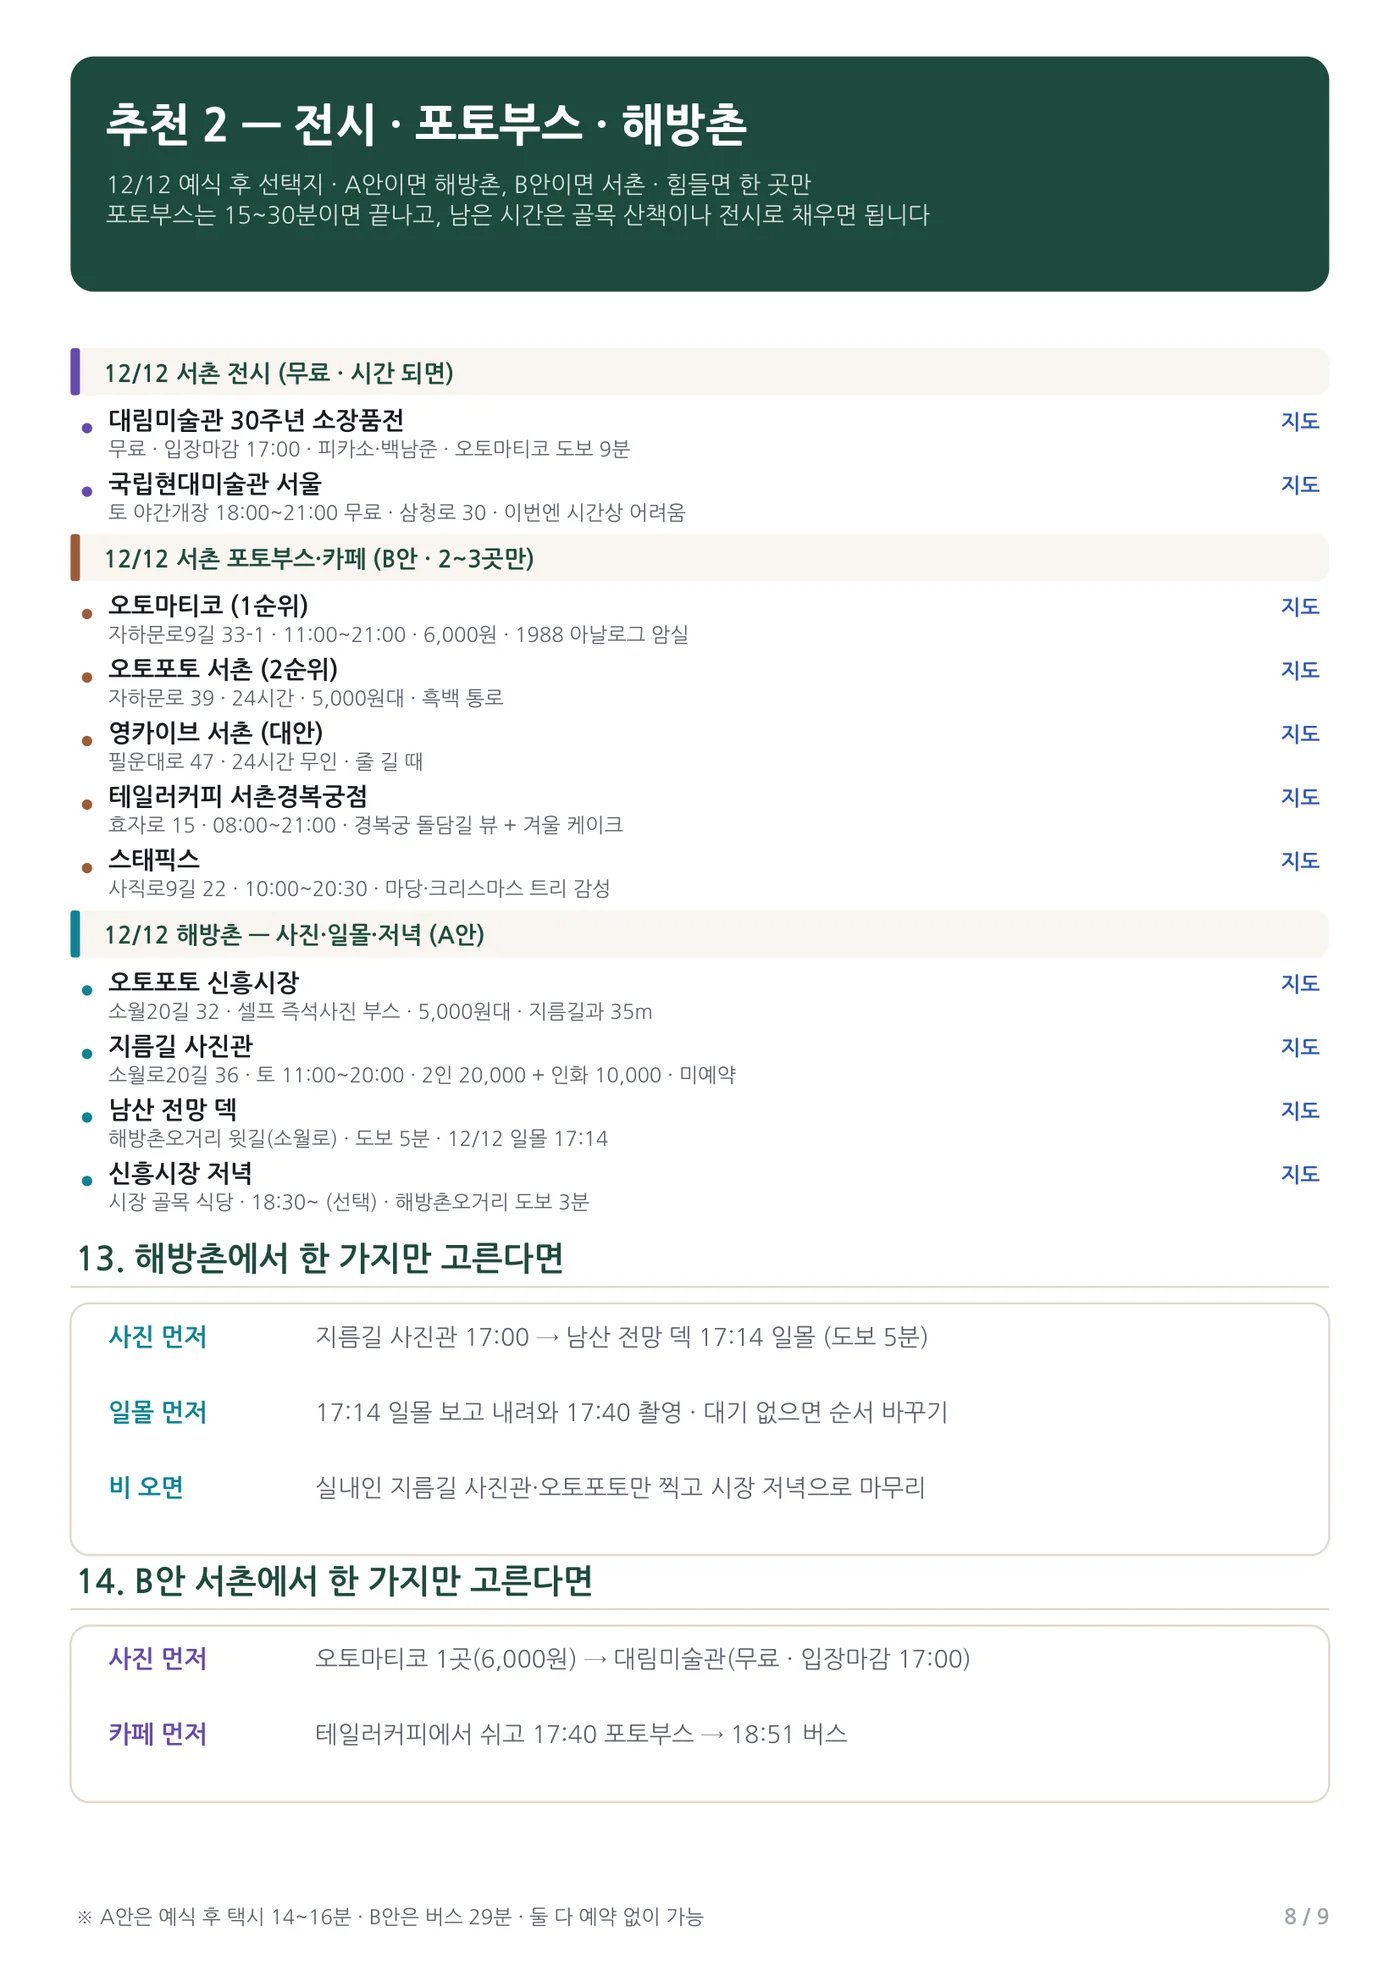 추천 2 — 전시 · 포토부스 · 해방촌
12/12 예식 후 선택지 · A안이면 해방촌, B안이면 서촌 · 힘들면 한 곳만
포토부스는 15~30분이면 끝나고, 남은 시간은 골목 산책이나 전시로 채우면 됩니다
12/12 서촌 전시 (무료 · 시간 되면)
대림미술관 30주년 소장품전 지도
무료 · 입장마감 17:00 · 피카소·백남준 · 오토마티코 도보 9분
국립현대미술관 서울 지도
토 야간개장 18:00~21:00 무료 · 삼청로 30 · 이번엔 시간상 어려움
12/12 서촌 포토부스·카페 (B안 · 2~3곳만)
오토마티코 (1순위) 지도
자하문로9길 33-1 · 11:00~21:00 · 6,000원 · 1988 아날로그 암실
오토포토 서촌 (2순위) 지도
자하문로 39 · 24시간 · 5,000원대 · 흑백 통로
영카이브 서촌 (대안) 지도
필운대로 47 · 24시간 무인 · 줄 길 때
테일러커피 서촌경복궁점 지도
효자로 15 · 08:00~21:00 · 경복궁 돌담길 뷰 + 겨울 케이크
스태픽스 지도
사직로9길 22 · 10:00~20:30 · 마당·크리스마스 트리 감성
12/12 해방촌 — 사진·일몰·저녁 (A안)
오토포토 신흥시장 지도
소월20길 32 · 셀프 즉석사진 부스 · 5,000원대 · 지름길과 35m
지름길 사진관 지도
소월로20길 36 · 토 11:00~20:00 · 2인 20,000 + 인화 10,000 · 미예약
남산 전망 덱 지도
해방촌오거리 윗길(소월로) · 도보 5분 · 12/12 일몰 17:14
신흥시장 저녁 지도
시장 골목 식당 · 18:30~ (선택) · 해방촌오거리 도보 3분
13. 해방촌에서 한 가지만 고른다면
사진 먼저 지름길 사진관 17:00 → 남산 전망 덱 17:14 일몰 (도보 5분)
일몰 먼저 17:14 일몰 보고 내려와 17:40 촬영 · 대기 없으면 순서 바꾸기
비 오면 실내인 지름길 사진관·오토포토만 찍고 시장 저녁으로 마무리
14. B안 서촌에서 한 가지만 고른다면
사진 먼저 오토마티코 1곳(6,000원) → 대림미술관(무료 · 입장마감 17:00)
카페 먼저 테일러커피에서 쉬고 17:40 포토부스 → 18:51 버스
※ A안은 예식 후 택시 14~16분 · B안은 버스 29분 · 둘 다 예약 없이 가능 8 / 9